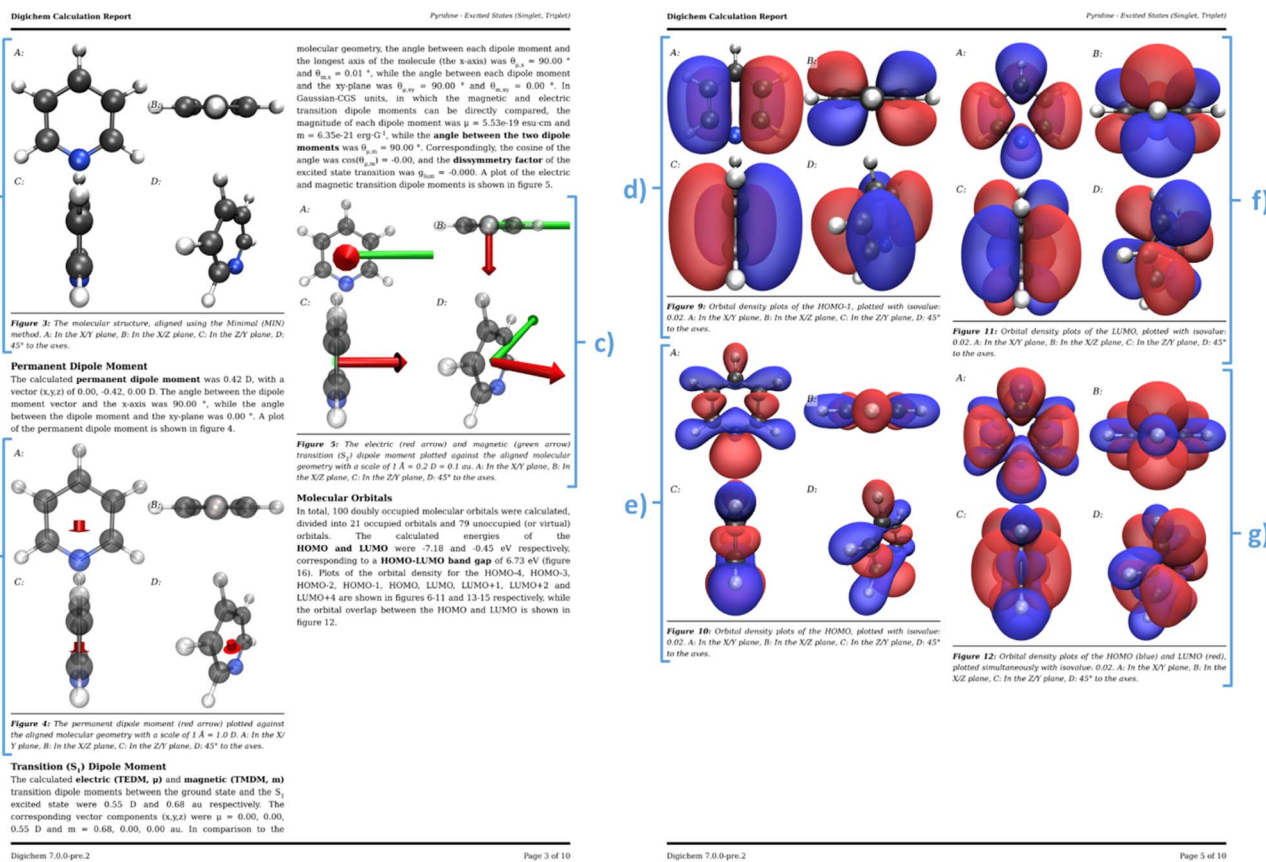 Digichem Calculation Report
Pyridine - Excited States (Singlet, Triplet)
A:
B:
C:
D:
Figure 3: The molecular structure, aligned using the Minimal (MIN)
method. A: In the X/Y plane, B: In the X/Z plane, C: In the Z/Y plane, D:
45° to the axes.
Permanent Dipole Moment
The calculated permanent dipole moment was 0.42 D, with a
vector (x,y,z) of 0.00, -0.42, 0.00 D. The angle between the dipole
moment vector and the x-axis was 90.00 °, while the angle
between the dipole moment and the xy-plane was 0.00 °. A plot
of the permanent dipole moment is shown in figure 4.
A:
B:
C:
D:
Figure 4: The permanent dipole moment (red arrow) plotted against
the aligned molecular geometry with a scale of 1 Å = 1.0 D. A: In the X/
Y plane, B: In the X/Z plane, C: In the Z/Y plane, D: 45° to the axes.
Transition (S1) Dipole Moment
The calculated electric (TEDM, μ) and magnetic (TMDM, m)
transition dipole moments between the ground state and the S1
excited state were 0.55 D and 0.68 au respectively. The
corresponding vector components (x,y,z) were μ = 0.00, 0.00,
0.55 D and m = 0.68, 0.00, 0.00 au. In comparison to the
molecular geometry, the angle between each dipole moment and
the longest axis of the molecule (the x-axis) was θμ,x = 90.00 °
and θm,x = 0.01 °, while the angle between each dipole moment
and the xy-plane was θμ,xy = 90.00 ° and θm,xy = 0.00 °. In
Gaussian-CGS units, in which the magnetic and electric
transition dipole moments can be directly compared, the
magnitude of each dipole moment was μ = 5.53e-19 esu·cm and
m = 6.35e-21 erg·G-1, while the angle between the two dipole
moments was θμ,m = 90.00 °. Correspondingly, the cosine of the
angle was cos(θμ,m) = -0.00, and the dissymmetry factor of the
excited state transition was glum = -0.000. A plot of the electric
and magnetic transition dipole moments is shown in figure 5.
A:
B:
C:
D:
c)
Figure 5: The electric (red arrow) and magnetic (green arrow)
transition (S1) dipole moment plotted against the aligned molecular
geometry with a scale of 1 Å = 0.2 D = 0.1 au. A: In the X/Y plane, B: In
the X/Z plane, C: In the Z/Y plane, D: 45° to the axes.
Molecular Orbitals
In total, 100 doubly occupied molecular orbitals were calculated,
divided into 21 occupied orbitals and 79 unoccupied (or virtual)
orbitals. The calculated energies of the
HOMO and LUMO were -7.18 and -0.45 eV respectively,
corresponding to a HOMO-LUMO band gap of 6.73 eV (figure
16). Plots of the orbital density for the HOMO-4, HOMO-3,
HOMO-2, HOMO-1, HOMO, LUMO, LUMO+1, LUMO+2 and
LUMO+4 are shown in figures 6-11 and 13-15 respectively, while
the orbital overlap between the HOMO and LUMO is shown in
figure 12.
Digichem 7.0.0-pre.2
Page 3 of 10
Digichem Calculation Report
Pyridine - Excited States (Singlet, Triplet)
d)
A:
B:
C:
D:
Figure 9: Orbital density plots of the HOMO-1, plotted with isovalue:
0.02. A: In the X/Y plane, B: In the X/Z plane, C: In the Z/Y plane, D: 45°
to the axes.
e)
A:
B:
C:
D:
Figure 10: Orbital density plots of the HOMO, plotted with isovalue:
0.02. A: In the X/Y plane, B: In the X/Z plane, C: In the Z/Y plane, D: 45°
to the axes.
f)
A:
B:
C:
D:
Figure 11: Orbital density plots of the LUMO, plotted with isovalue:
0.02. A: In the X/Y plane, B: In the X/Z plane, C: In the Z/Y plane, D: 45°
to the axes.
g)
A:
B:
C:
D:
Figure 12: Orbital density plots of the HOMO (blue) and LUMO (red),
plotted simultaneously with isovalue: 0.02. A: In the X/Y plane, B: In the
X/Z plane, C: In the Z/Y plane, D: 45° to the axes.
Digichem 7.0.0-pre.2
Page 5 of 10